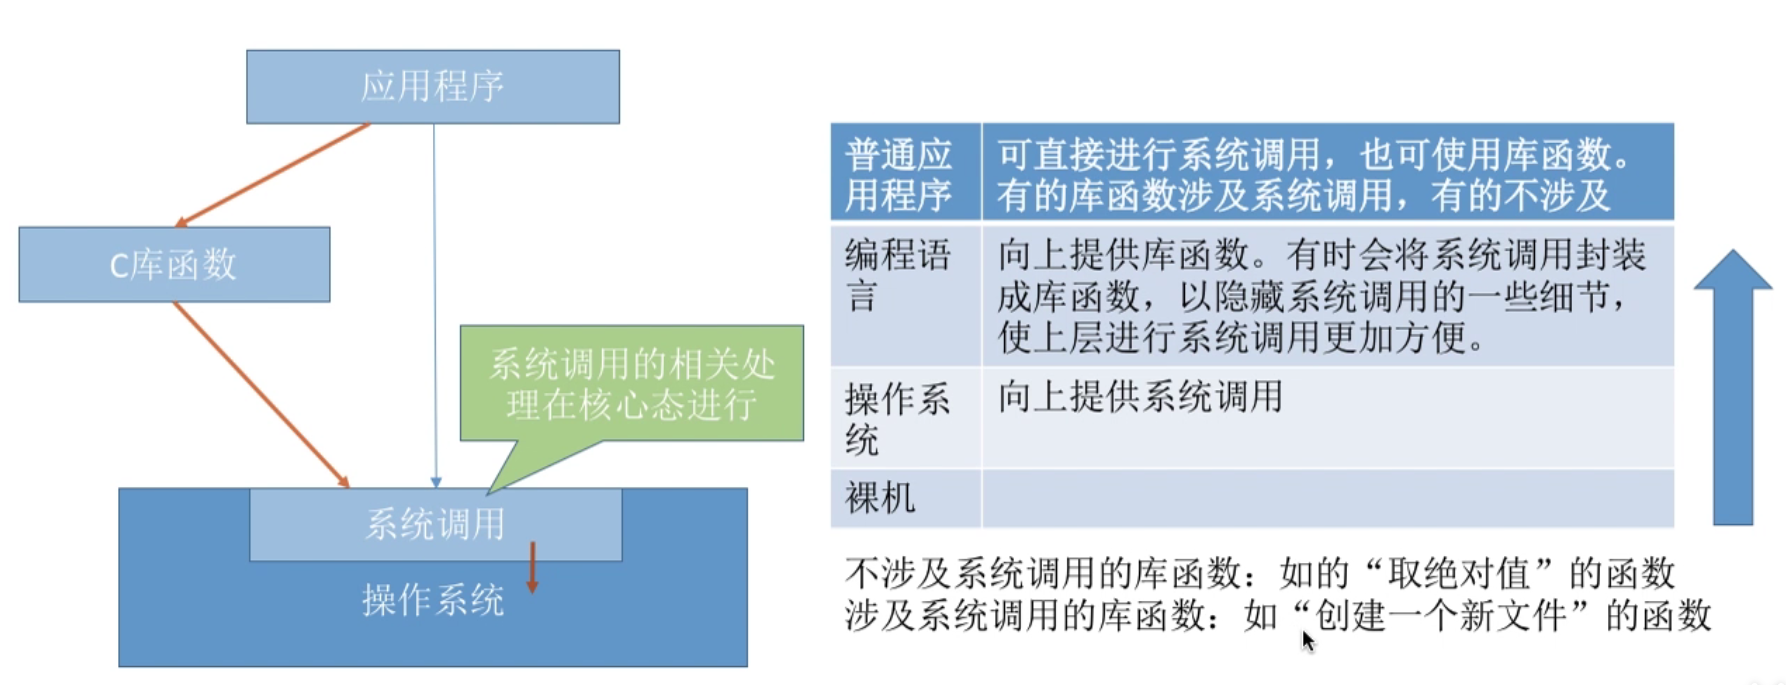 应用程序
C库函数
系统调用的相关处
理在核心态进行
系统调用
操作系统
普通应
用程序
可直接进行系统调用，也可使用库函数。
有的库函数涉及系统调用，有的不涉及
编程语
言
向上提供库函数。有时会将系统调用封装
成库函数，以隐藏系统调用的一些细节，
使上层进行系统调用更加方便。
操作系
统
向上提供系统调用
裸机
不涉及系统调用的库函数：如的“取绝对值”的函数
涉及系统调用的库函数：如“创建一个新文件”的函数